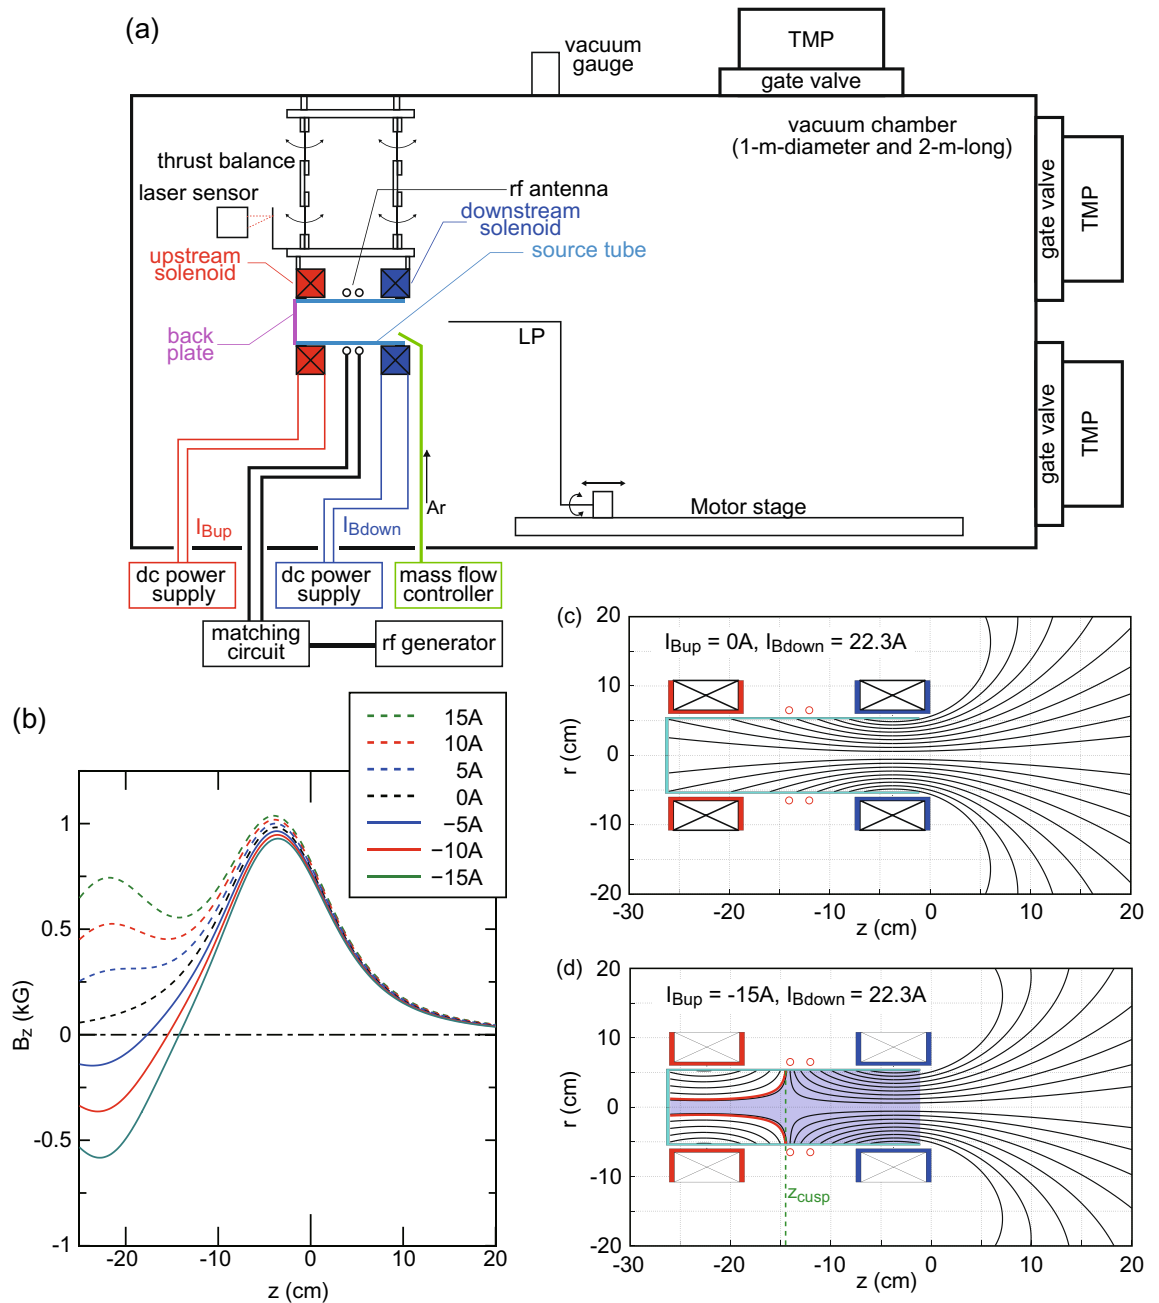 (a)
TMP
gate valve
vacuum
gauge
vacuum chamber
(1-m-diameter and 2-m-long)
gate valve
TMP
thrust balance
laser sensor
rf antenna
downstream
solenoid
source tube
upstream
solenoid
back
plate
LP
gate valve
TMP
Motor stage
Ar
IBup
IBdown
dc power
supply
dc power
supply
mass flow
controller
matching
circuit
rf generator
(b)
15A
10A
5A
0A
−5A
−10A
−15A
1
0.5
0
-0.5
-1
Bz (kG)
-20
-10
0
10
20
z (cm)
(c)
IBup = 0A, IBdown = 22.3A
20
10
0
-10
-20
r (cm)
-30
-20
-10
0
10
20
z (cm)
(d)
IBup = -15A, IBdown = 22.3A
zcusp
20
10
0
-10
-20
r (cm)
-30
-20
-10
0
10
20
z (cm)